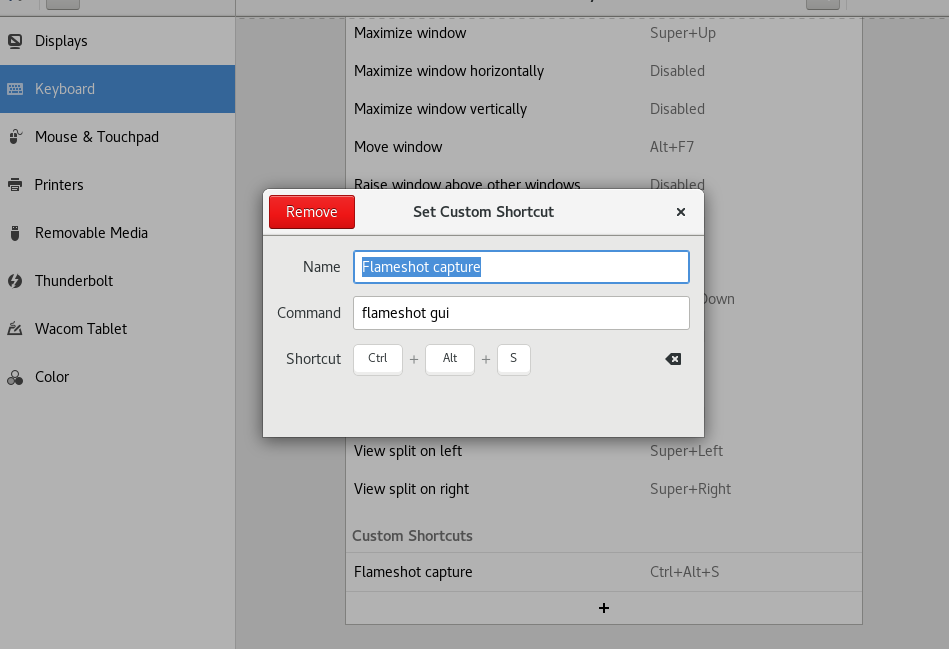 Displays
Keyboard
Mouse & Touchpad
Printers
Removable Media
Thunderbolt
Wacom Tablet
Color
Maximize window Super+Up
Maximize window horizontally Disabled
Maximize window vertically Disabled
Move window Alt+F7
Raise window above other windows Disabled
Remove Set Custom Shortcut
Name Flameshot capture
Command flameshot gui
Down
Shortcut Ctrl + Alt + S
View split on left Super+Left
View split on right Super+Right
Custom Shortcuts
Flameshot capture Ctrl+Alt+S
+